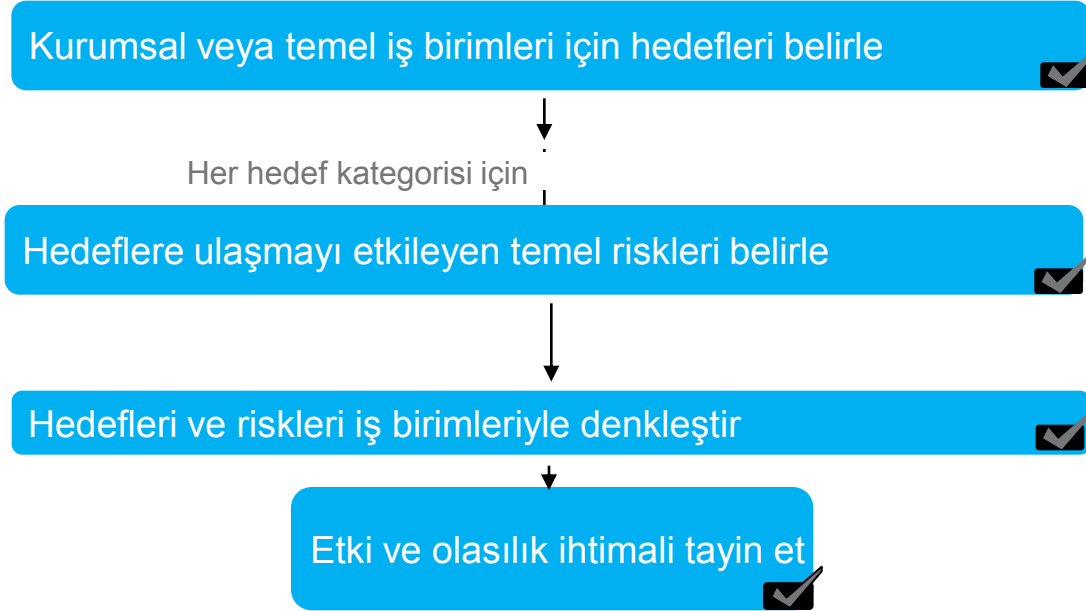 Kurumsal veya temel iş birimleri için hedefleri belirle
Her hedef kategorisi için
Hedeflere ulaşmayı etkileyen temel riskleri belirle
Hedefleri ve riskleri iş birimleriyle denkleştir
Etki ve olasılık ihtimali tayin et